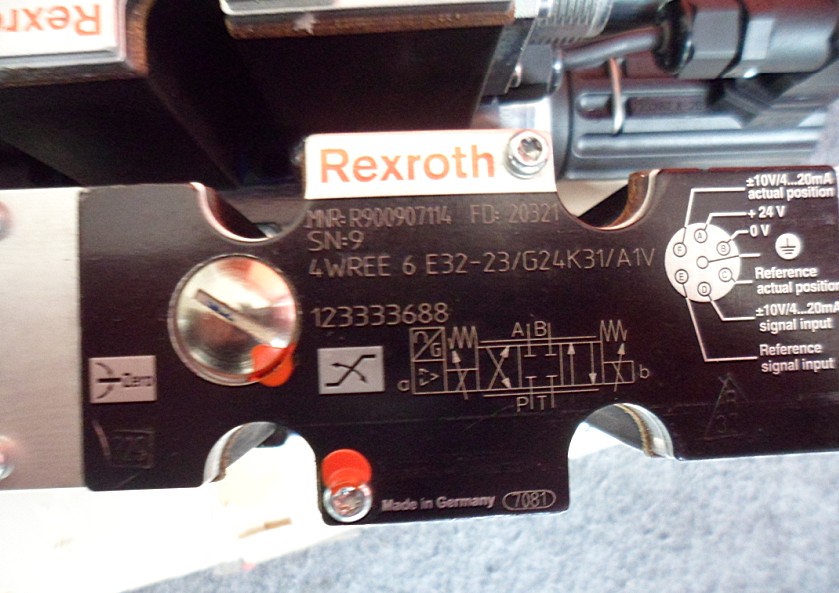 Rexroth
Rexroth
MNR: R900907114 FD: 20321
SN:9
4WREE 6 E32-23/G24K31/A1V
123333688
G
A B
a
b
P T
Zero
Made in Germany 7081
±10V/4...20mA
actual position
+ 24 V
0 V
F A B
E D C
Reference
actual position
±10V/4...20mA
signal input
Reference
signal input